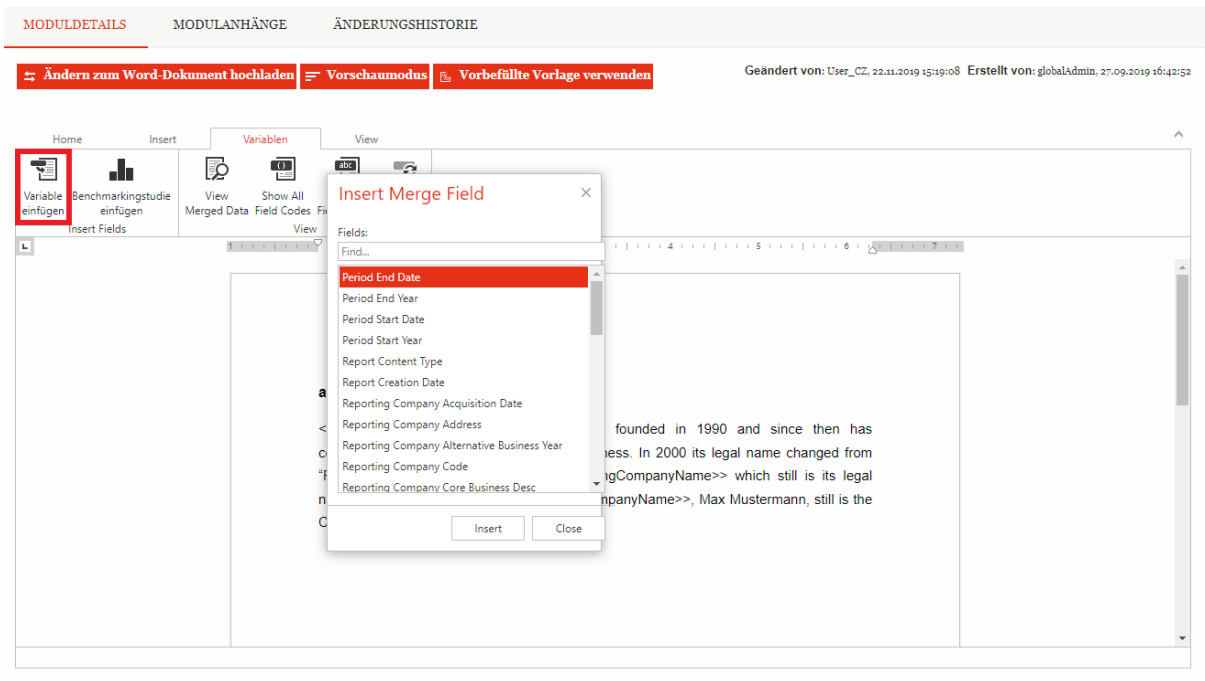 MODULDETAILS MODULANHÄNGE ÄNDERUNGSHISTORIE
Ändern zum Word-Dokument hochladen Vorschaumodus Vorbefüllte Vorlage verwenden Geändert von: User_CZ, 22.11.2019 15:19:08 Erstellt von: globalAdmin, 27.09.2019 16:42:52
Home Insert Variablen View
Variable einfügen
Benchmarkingstudie einfügen
View Merged Data
Show All Field Codes
Insert Fields View
Insert Merge Field
Fields:
Find...
1 4 5 6 7
Period End Date
Period End Year
Period Start Date
Period Start Year
Report Content Type
Report Creation Date
Reporting Company Acquisition Date
Reporting Company Address
Reporting Company Alternative Business Year
Reporting Company Code
Reporting Company Core Business Desc
Insert Close
founded in 1990 and since then has
In 2000 its legal name changed from
which still is its legal
Max Mustermann, still is the